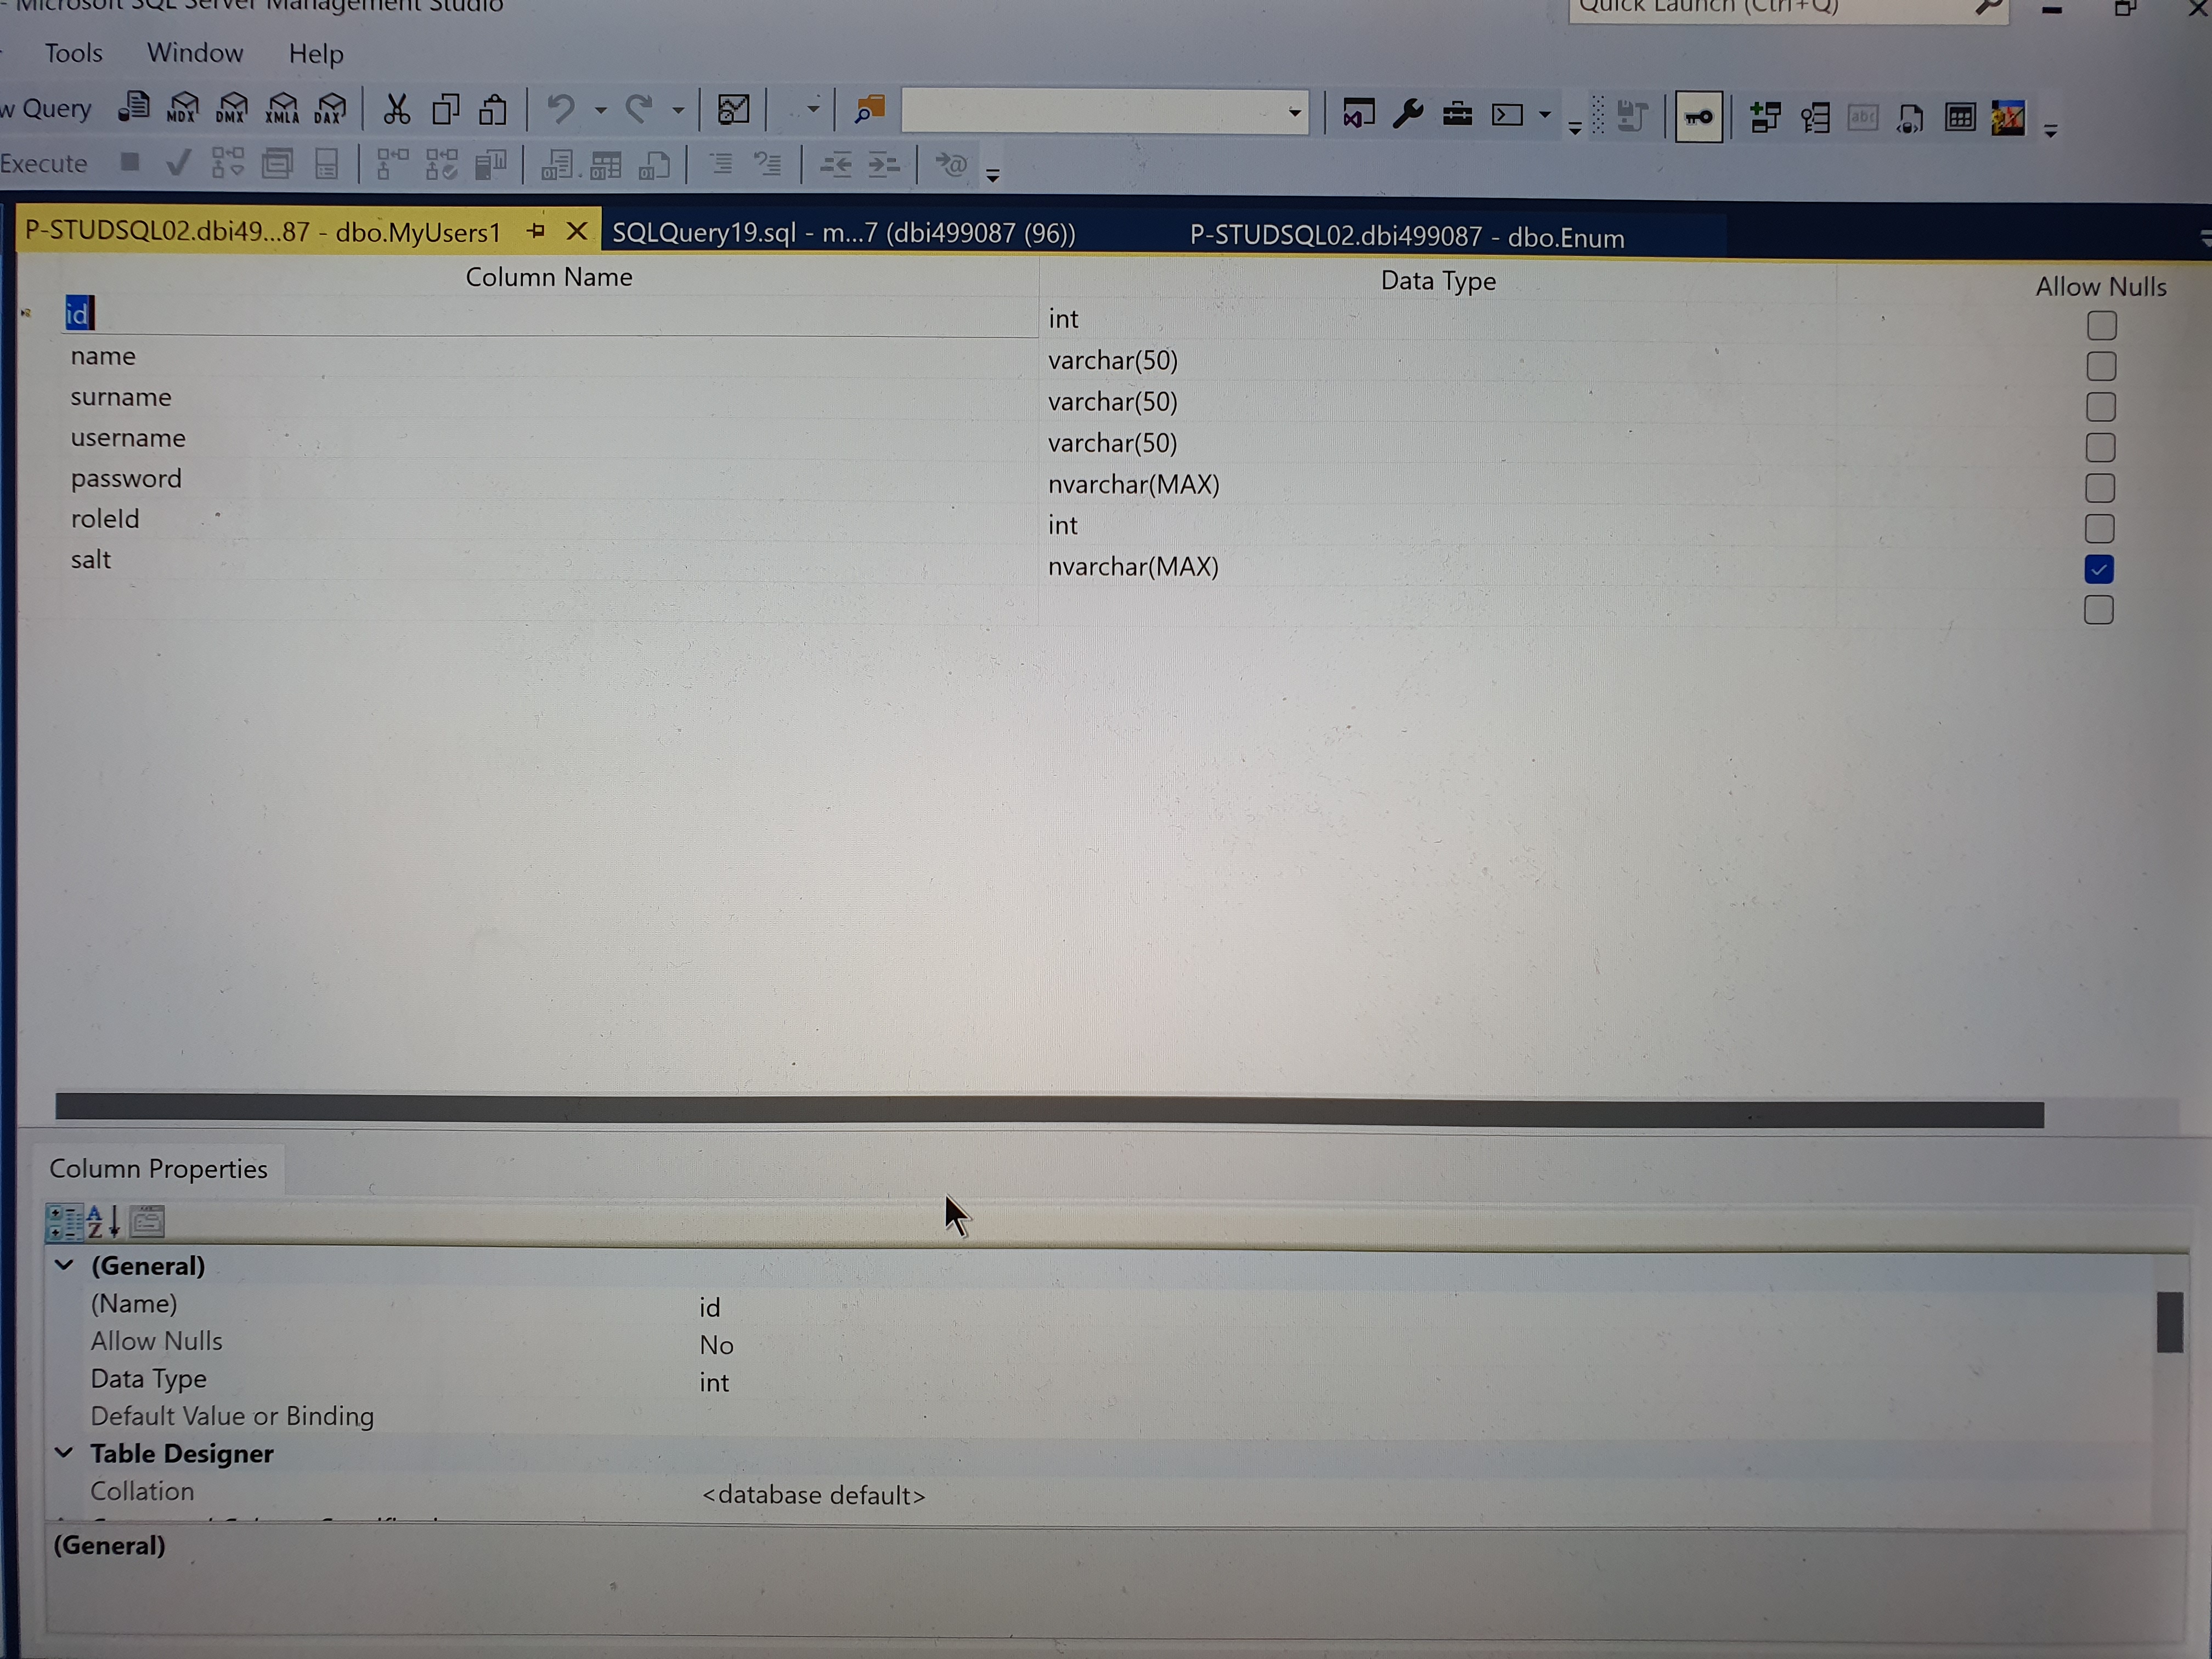 - Microsoft SQL Server Management Studio
Quick Launch (Ctrl+Q)
Tools Window Help
w Query MDX DMX XMLA DAX abc
Execute
P-STUDSQL02.dbi49...87 - dbo.MyUsers1 SQLQuery19.sql - m...7 (dbi499087 (96)) P-STUDSQL02.dbi499087 - dbo.Enum
Column Name Data Type Allow Nulls
id int
name varchar(50)
surname varchar(50)
username varchar(50)
password nvarchar(MAX)
roleId int
salt nvarchar(MAX)
Column Properties
A
Z
(General)
(Name) id
Allow Nulls No
Data Type int
Default Value or Binding
Table Designer
Collation <database default>
(General)